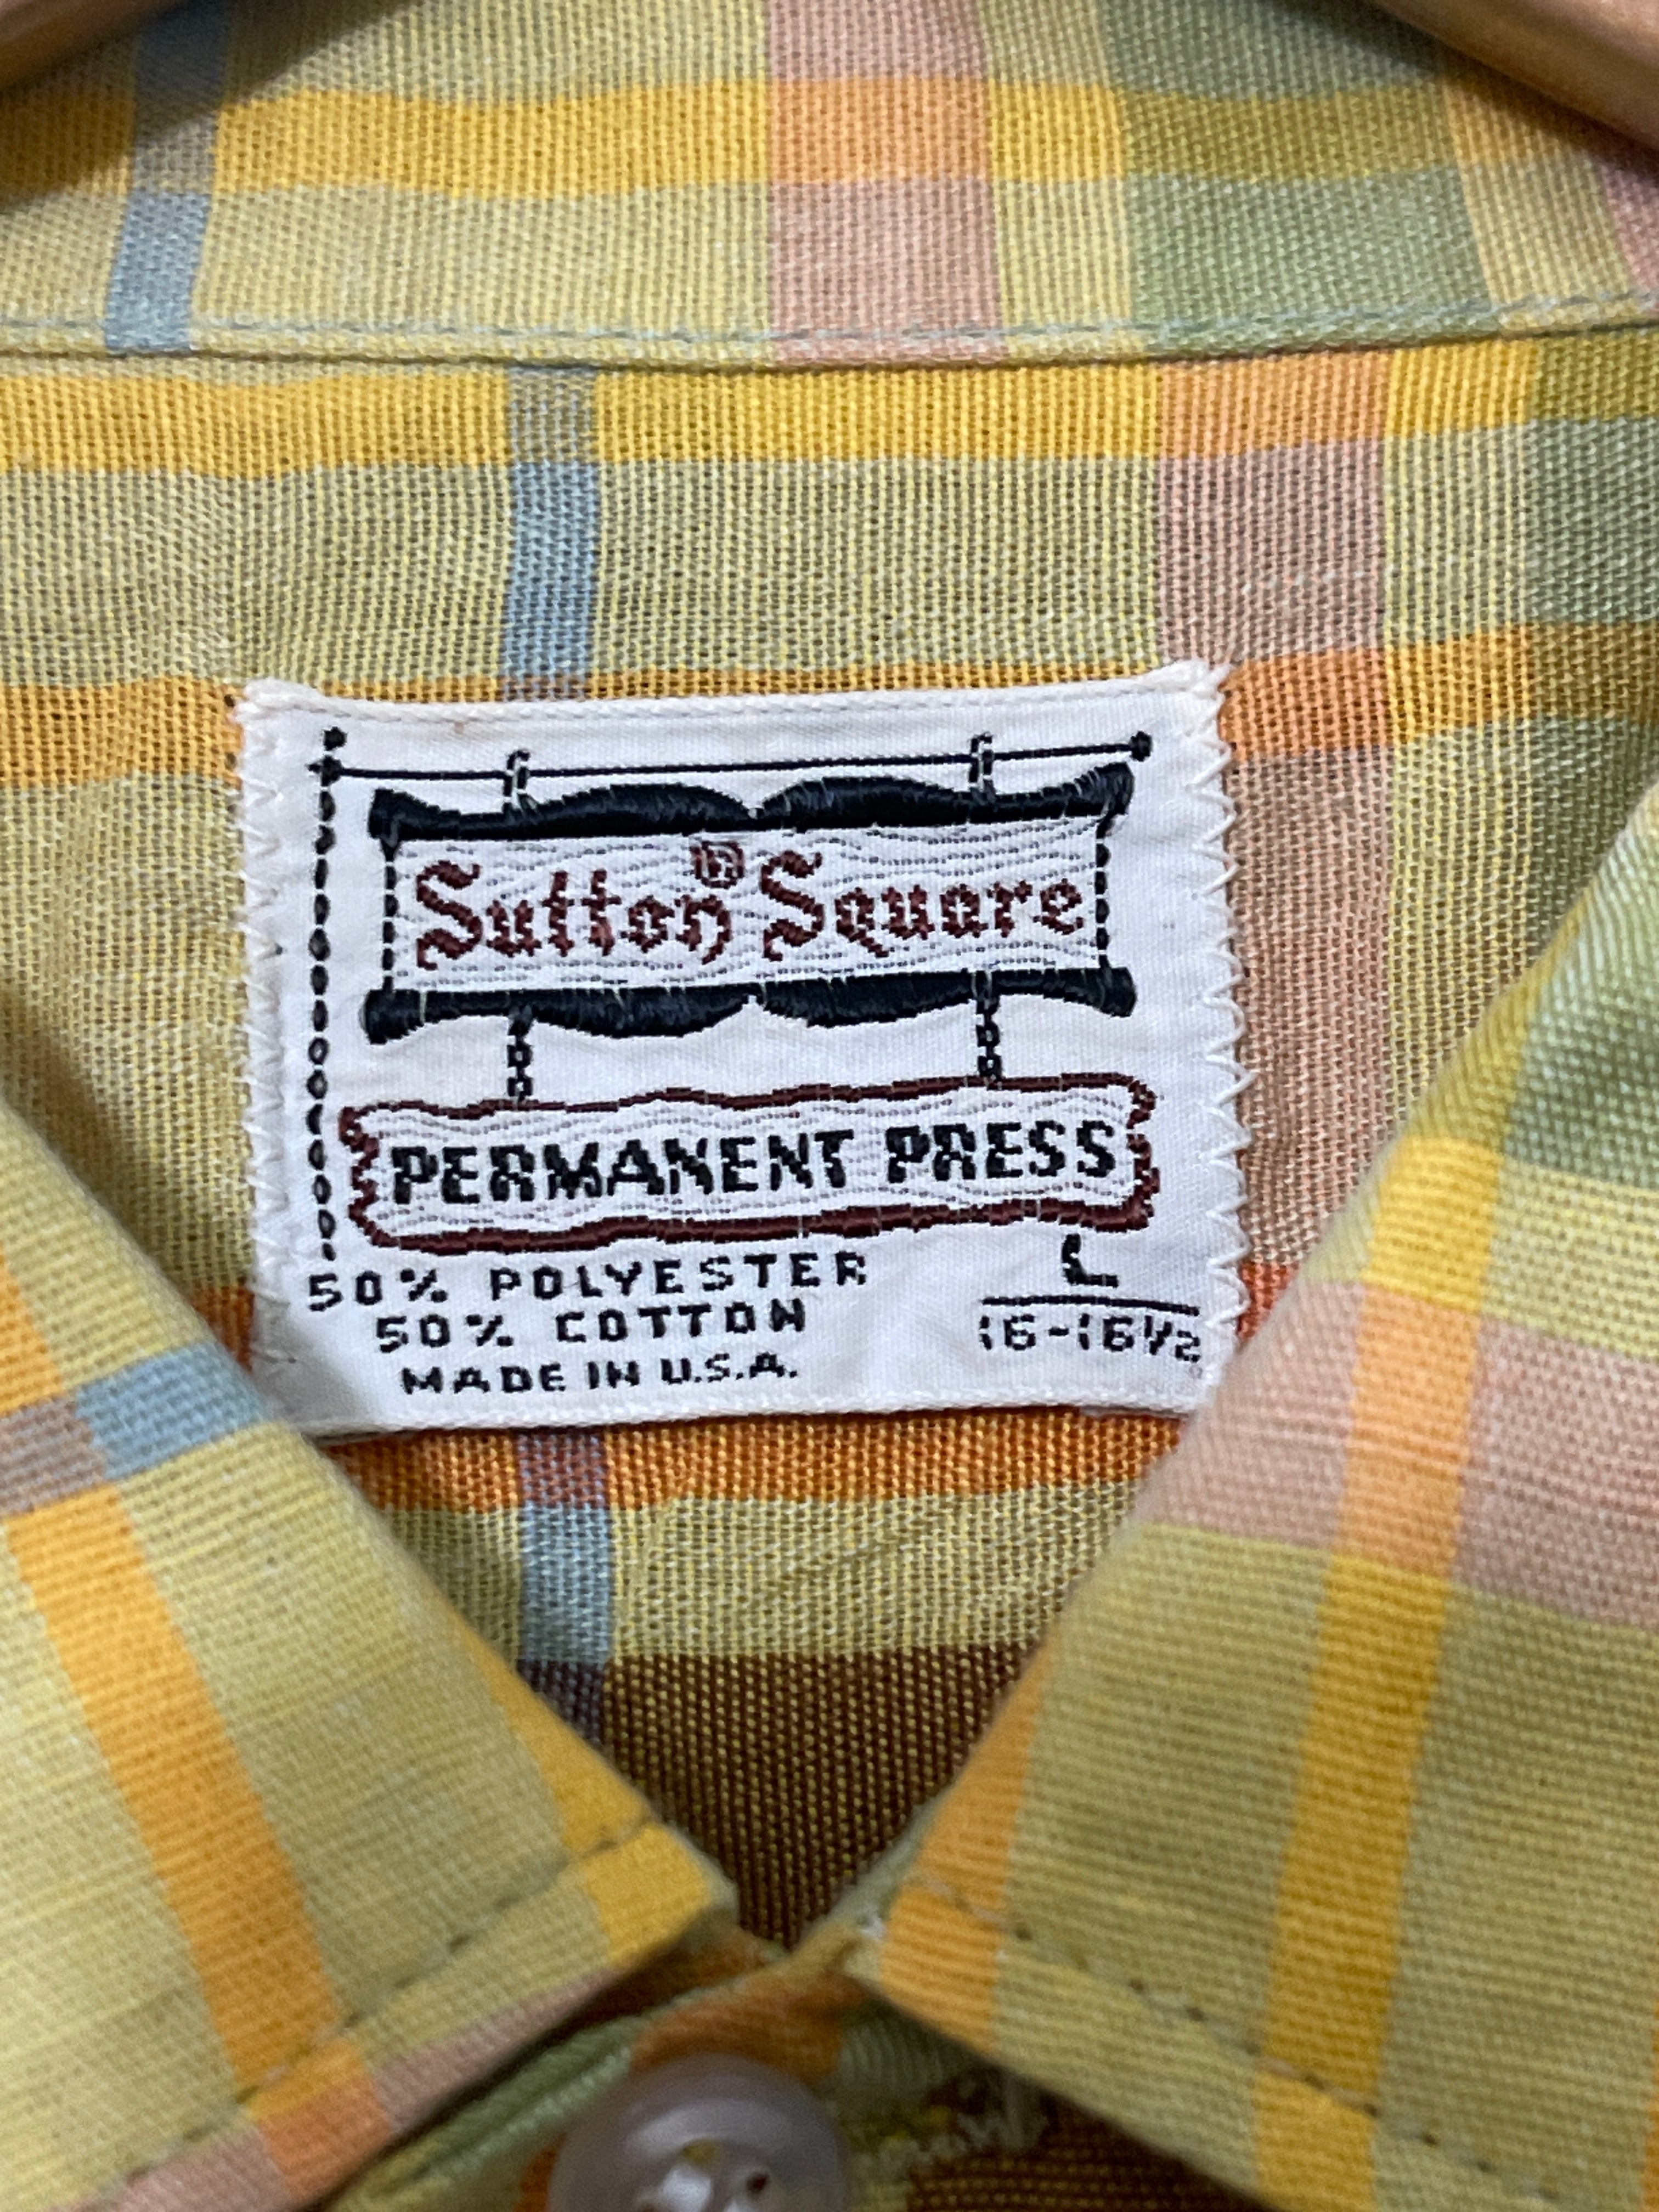 Sutton® Square
PERMANENT PRESS
50% POLYESTER
50% COTTON
MADE IN U.S.A.
L
16-16½